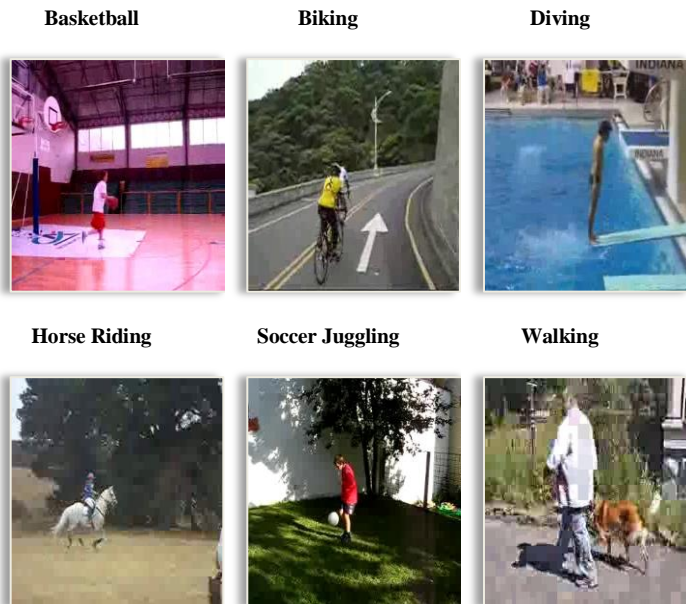 Basketball
Biking
Diving
INDIANA
INDIANA
Horse Riding
Soccer Juggling
Walking